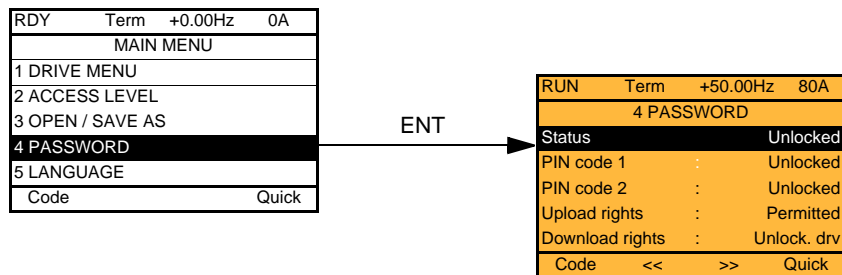 RDY Term +0.00Hz 0A
MAIN MENU
1 DRIVE MENU
2 ACCESS LEVEL
3 OPEN / SAVE AS
4 PASSWORD
5 LANGUAGE
Code Quick
ENT
RUN Term +50.00Hz 80A
4 PASSWORD
Status Unlocked
PIN code 1 : Unlocked
PIN code 2 : Unlocked
Upload rights : Permitted
Download rights : Unlock. drv
Code << >> Quick